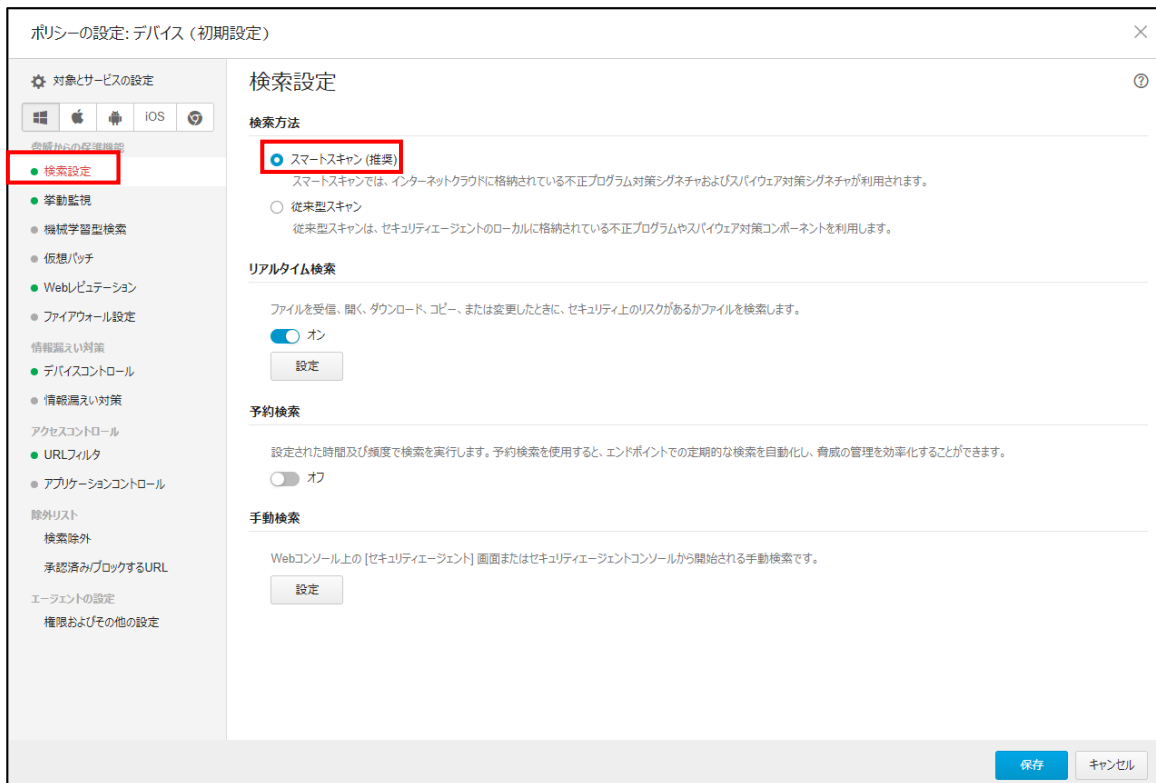 ポリシーの設定: デバイス（初期設定）
対象とサービスの設定
iOS
脅威からの保護機能
検索設定
挙動監視
機械学習型検索
仮想パッチ
Webレピュテーション
ファイアウォール設定
情報漏えい対策
デバイスコントロール
情報漏えい対策
アクセスコントロール
URLフィルタ
アプリケーションコントロール
除外リスト
検索除外
承認済み/ブロックするURL
エージェントの設定
権限およびその他の設定
検索設定
検索方法
スマートスキャン (推奨)
スマートスキャンでは、インターネットクラウドに格納されている不正プログラム対策シグネチャおよびスパイウェア対策シグネチャが利用されます。
従来型スキャン
従来型スキャンは、セキュリティエージェントのローカルに格納されている不正プログラムやスパイウェア対策コンポーネントを利用します。
リアルタイム検索
ファイルを受信、開く、ダウンロード、コピー、または変更したときに、セキュリティ上のリスクがあるかファイルを検索します。
オン
設定
予約検索
設定された時間及び頻度で検索を実行します。予約検索を使用すると、エンドポイントでの定期的な検索を自動化し、脅威の管理を効率化することができます。
オフ
手動検索
Webコンソール上の [セキュリティエージェント] 画面またはセキュリティエージェントコンソールから開始される手動検索です。
設定
保存
キャンセル